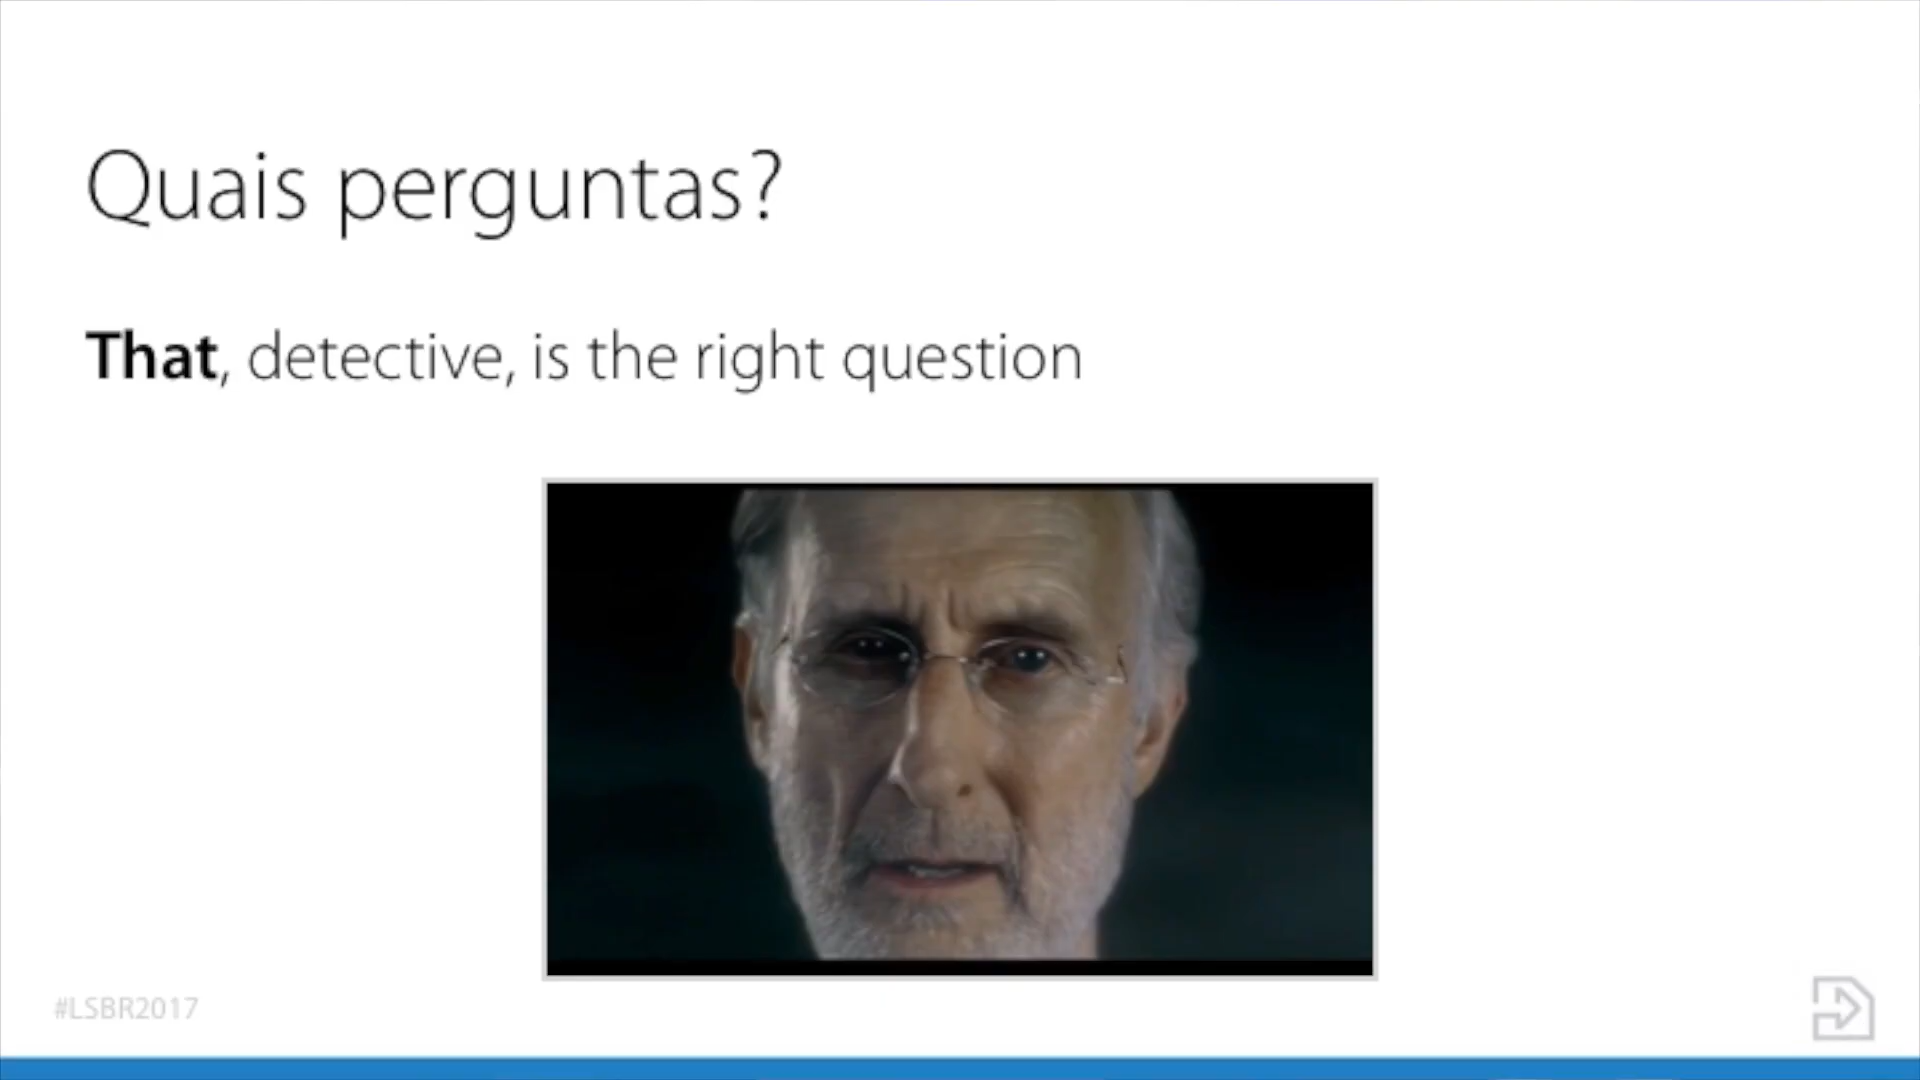 Quais perguntas?
That, detective, is the right question
#LSBR2017